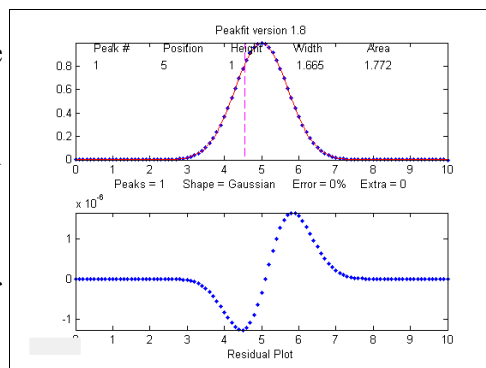 Peakfit version 1.8
Peak # Position Height Width Area
1 5 1 1.665 1.772
0.8
0.6
0.4
0.2
0
0 1 2 3 4 5 6 7 8 9 10
Peaks = 1 Shape = Gaussian Error = 0% Extra = 0
x 10^-6
1
0
-1
0 1 2 3 4 5 6 7 8 9 10
Residual Plot